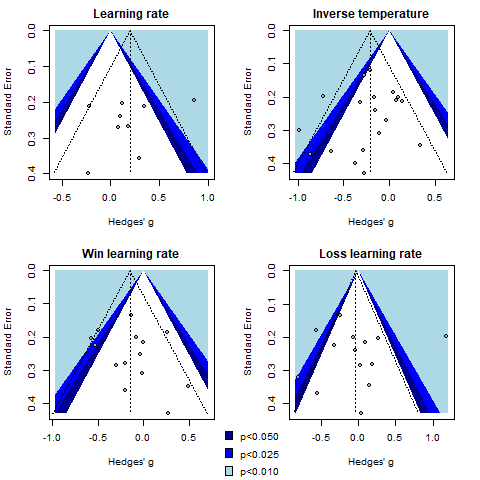 Learning rate
Standard Error
0.0
0.1
0.2
0.3
0.4
-0.5 0.0 0.5 1.0
Hedges' g
Inverse temperature
Standard Error
0.0
0.1
0.2
0.3
0.4
-1.0 -0.5 0.0 0.5
Hedges' g
Win learning rate
Standard Error
0.0
0.1
0.2
0.3
0.4
-1.0 -0.5 0.0 0.5
Hedges' g
Loss learning rate
Standard Error
0.0
0.1
0.2
0.3
0.4
-0.5 0.0 0.5 1.0
Hedges' g
p<0.050
p<0.025
p<0.010